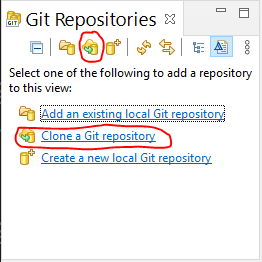 GIT
Git Repositories
Select one of the following to add a repository
to this view:
Add an existing local Git repository
Clone a Git repository
Create a new local Git repository